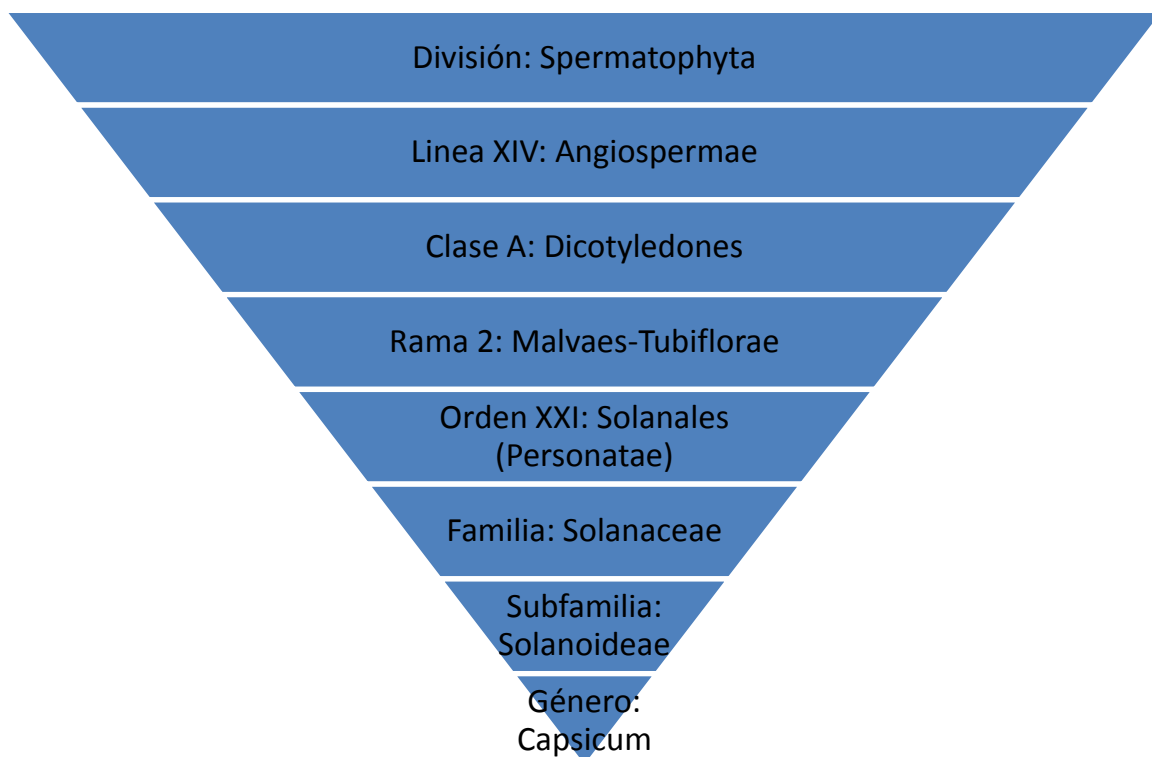 División: Spermatophyta
Linea XIV: Angiospermae
Clase A: Dicotyledones
Rama 2: Malvaes-Tubiflorae
Orden XXI: Solanales
(Personatae)
Familia: Solanaceae
Subfamilia:
Solanoideae
Género:
Capsicum